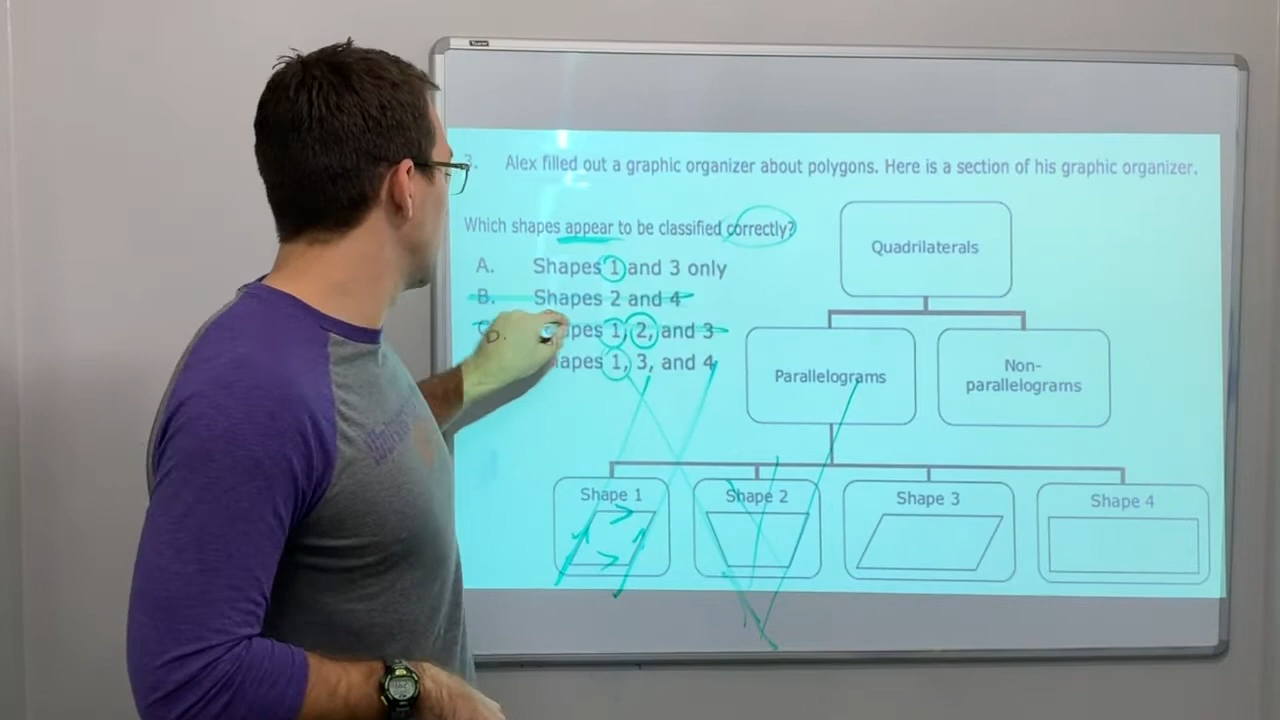 3. Alex filled out a graphic organizer about polygons. Here is a section of his graphic organizer.
Which shapes appear to be classified correctly?
A. Shapes 1 and 3 only
B. Shapes 2 and 4
1, 2, and 3
D.
1, 3, and 4
Quadrilaterals
Parallelograms
Non-
parallelograms
Shape 1
Shape 2
Shape 3
Shape 4